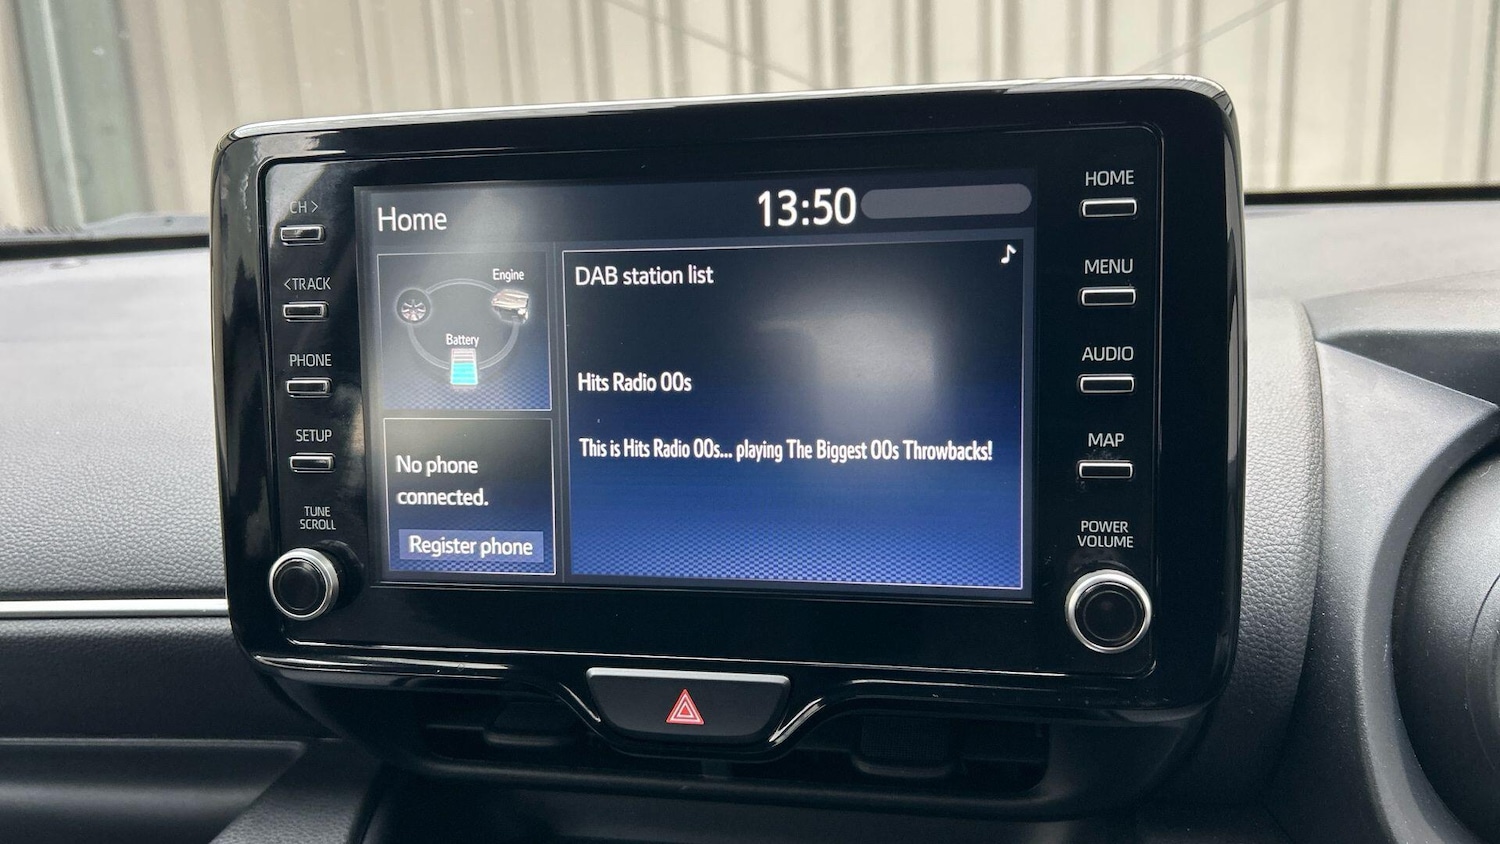 CH >
<TRACK
PHONE
SETUP
TUNE
SCROLL
Home
13:50
Engine
Battery
No phone
connected.
Register phone
DAB station list
Hits Radio 00s
This is Hits Radio 00s... playing The Biggest 00s Throwbacks!
HOME
MENU
AUDIO
MAP
POWER
VOLUME